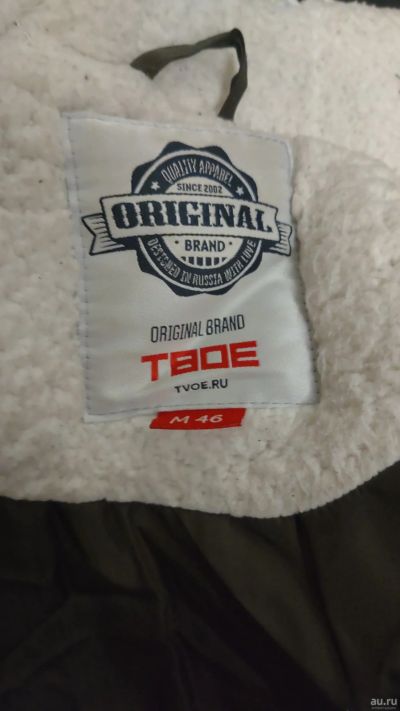 QUALITY APPAREL
SINCE 2002
ORIGINAL
BRAND
DESIGNED IN RUSSIA WITH LOVE
ORIGINAL BRAND
ТВОЕ
TVOE.RU
M 46
au.ru